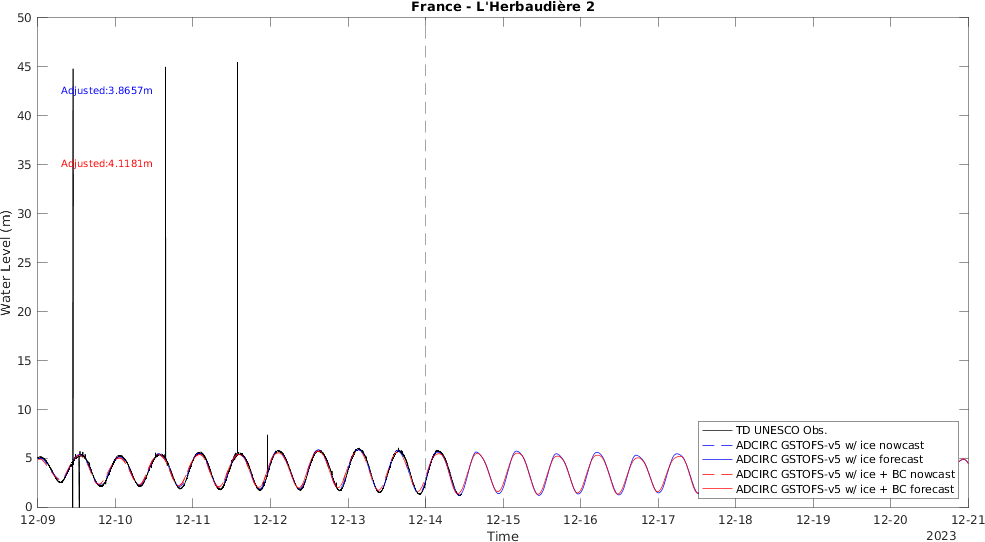 France - L'Herbaudière 2
Water Level (m)
50
45
40
35
30
25
20
15
10
5
0
Adjusted:3.8657m
Adjusted:4.1181m
TD UNESCO Obs.
ADCIRC GSTOFS-v5 w/ ice nowcast
ADCIRC GSTOFS-v5 w/ ice forecast
ADCIRC GSTOFS-v5 w/ ice + BC nowcast
ADCIRC GSTOFS-v5 w/ ice + BC forecast
12-09 12-10 12-11 12-12 12-13 12-14 12-15 12-16 12-17 12-18 12-19 12-20 12-21
Time
2023